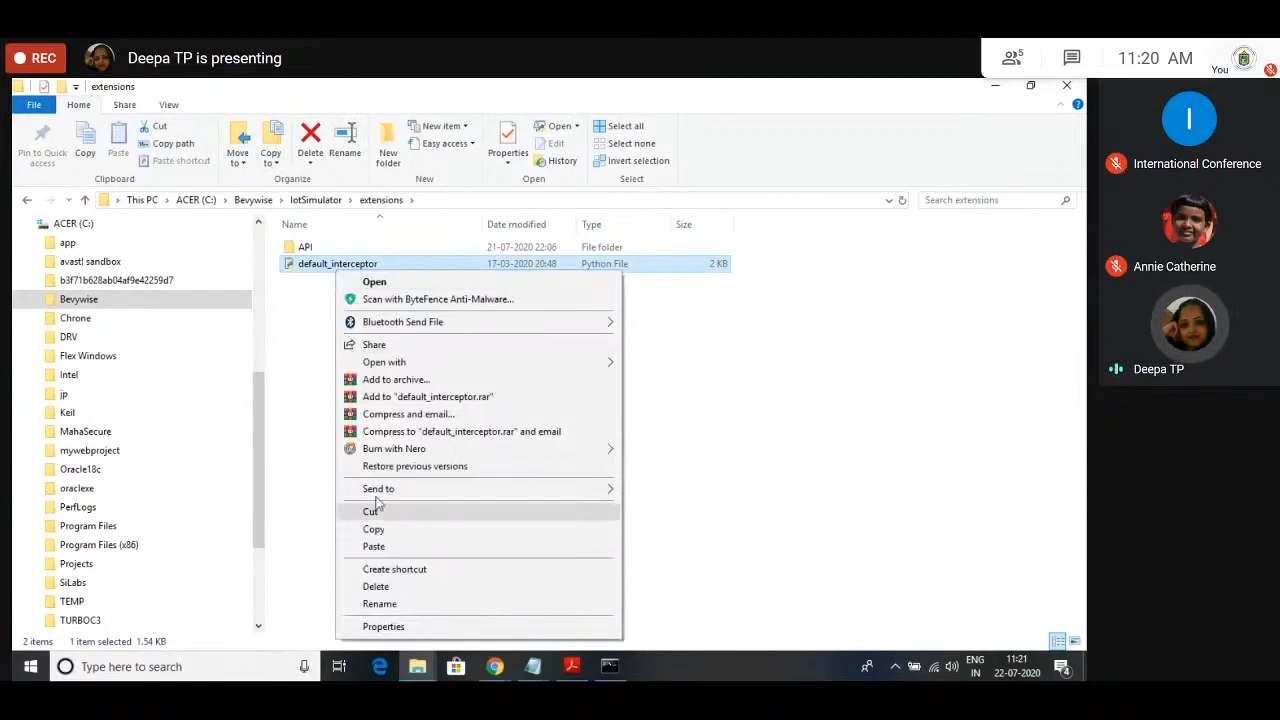 REC
Deepa TP is presenting
5
11:20 AM
You
extensions
File
Home
Share
View
Pin to Quick access
Copy
Paste
Cut
Copy path
Paste shortcut
Clipboard
Move to
Copy to
Delete
Rename
Organize
New folder
New item
Easy access
New
Properties
Open
Edit
History
Open
Select all
Select none
Invert selection
Select
This PC
ACER (C:)
Bevywise
IotSimulator
extensions
Search extensions
Name
Date modified
Type
Size
API
21-07-2020 22:06
File folder
default_interceptor
17-03-2020 20:48
Python File
2 KB
ACER (C:)
app
avast! sandbox
b3f71b628ab04af9e42259d7
Bevywise
Chrome
DRV
Flex Windows
Intel
jp
Keil
MahaSecure
mywebproject
Oracle18c
oraclexe
PerfLogs
Program Files
Program Files (x86)
Projects
SiLabs
TEMP
TURBOC3
Open
Scan with ByteFence Anti-Malware...
Bluetooth Send File
Share
Open with
Add to archive...
Add to "default_interceptor.rar"
Compress and email...
Compress to "default_interceptor.rar" and email
Burn with Nero
Restore previous versions
Send to
Cut
Copy
Paste
Create shortcut
Delete
Rename
Properties
2 items
1 item selected 1.54 KB
Type here to search
ENG
IN
11:21
22-07-2020
4
I
International Conference
Annie Catherine
Deepa TP